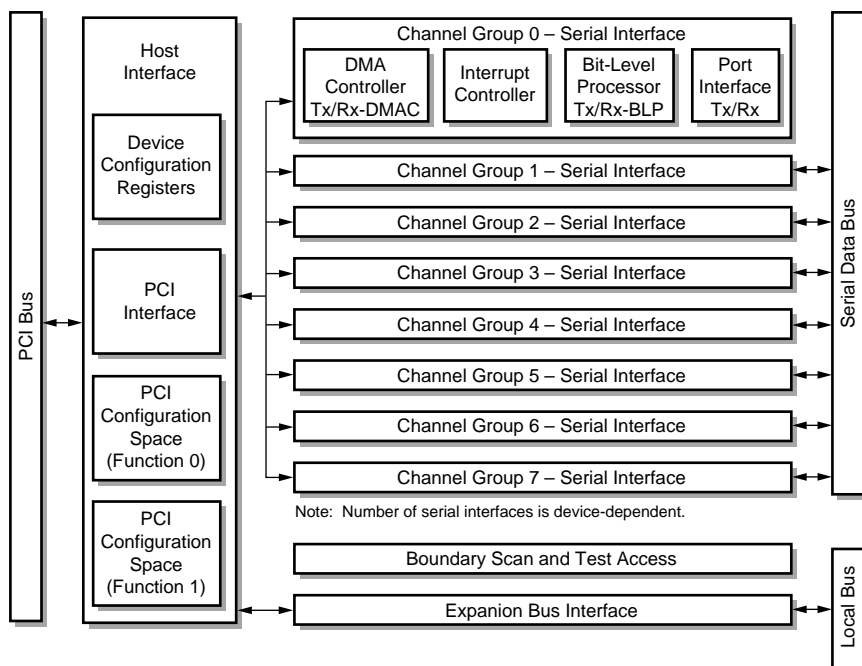 PCI Bus
Host
Interface
Device
Configuration
Registers
PCI
Interface
PCI
Configuration
Space
(Function 0)
PCI
Configuration
Space
(Function 1)
Channel Group 0 – Serial Interface
DMA
Controller
Tx/Rx-DMAC
Interrupt
Controller
Bit-Level
Processor
Tx/Rx-BLP
Port
Interface
Tx/Rx
Channel Group 1 – Serial Interface
Channel Group 2 – Serial Interface
Channel Group 3 – Serial Interface
Channel Group 4 – Serial Interface
Channel Group 5 – Serial Interface
Channel Group 6 – Serial Interface
Channel Group 7 – Serial Interface
Note: Number of serial interfaces is device-dependent.
Boundary Scan and Test Access
Expansion Bus Interface
Serial Data Bus
Local Bus